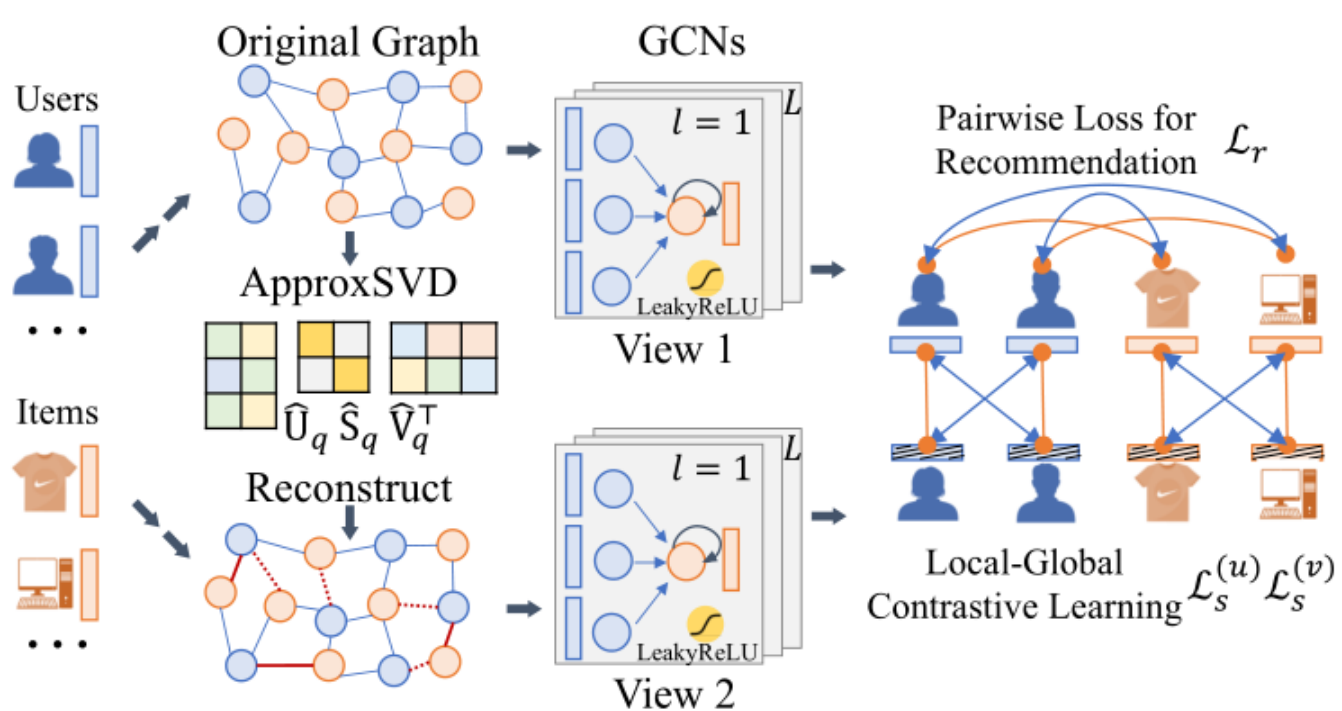 Original Graph
GCNs
Users
l = 1
L
Pairwise Loss for
Recommendation
ℒᵣ
ApproxSVD
LeakyReLU
View 1
Items
Û_q Ŝ_q V̂_q^⊤
Reconstruct
l = 1
L
LeakyReLU
View 2
Local-Global
Contrastive Learning
ℒ_s^(u) ℒ_s^(v)